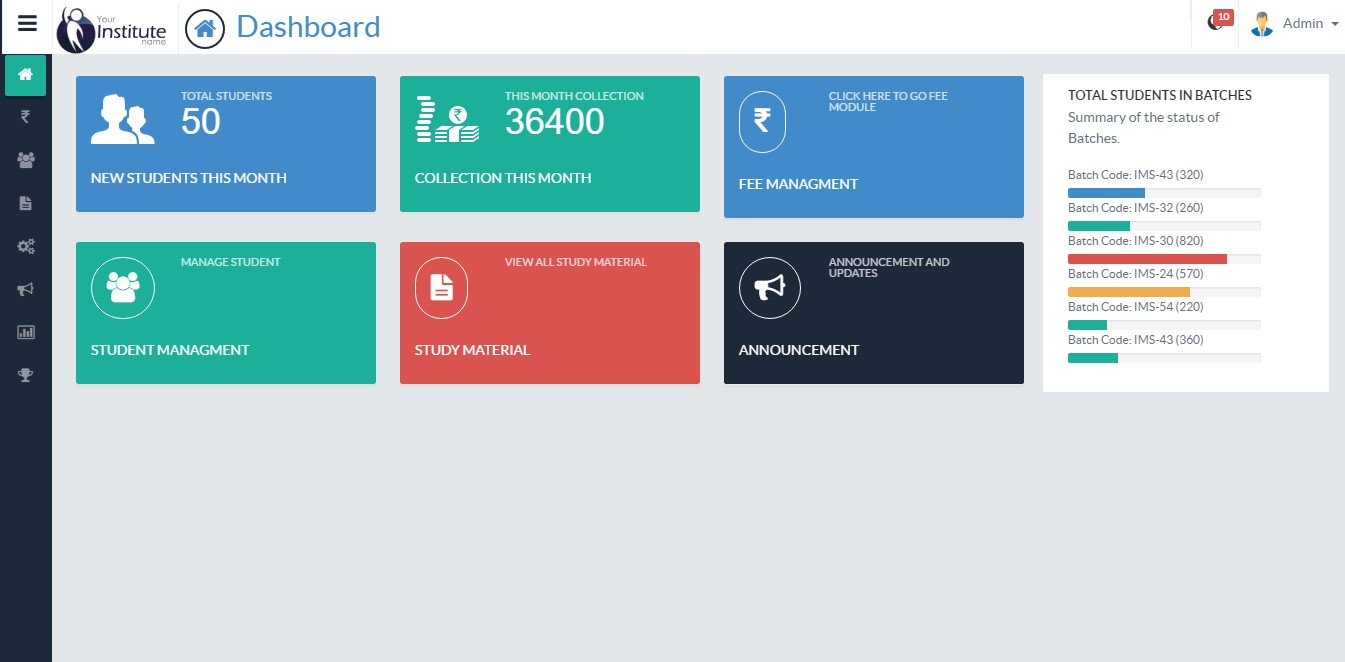 Your
Institute
name
Dashboard
10
Admin
TOTAL STUDENTS
50
NEW STUDENTS THIS MONTH
THIS MONTH COLLECTION
36400
COLLECTION THIS MONTH
CLICK HERE TO GO FEE
MODULE
₹
FEE MANAGMENT
MANAGE STUDENT
STUDENT MANAGMENT
VIEW ALL STUDY MATERIAL
STUDY MATERIAL
ANNOUNCEMENT AND
UPDATES
ANNOUNCEMENT
TOTAL STUDENTS IN BATCHES
Summary of the status of
Batches.
Batch Code: IMS-43 (320)
Batch Code: IMS-32 (260)
Batch Code: IMS-30 (820)
Batch Code: IMS-24 (570)
Batch Code: IMS-54 (220)
Batch Code: IMS-43 (360)